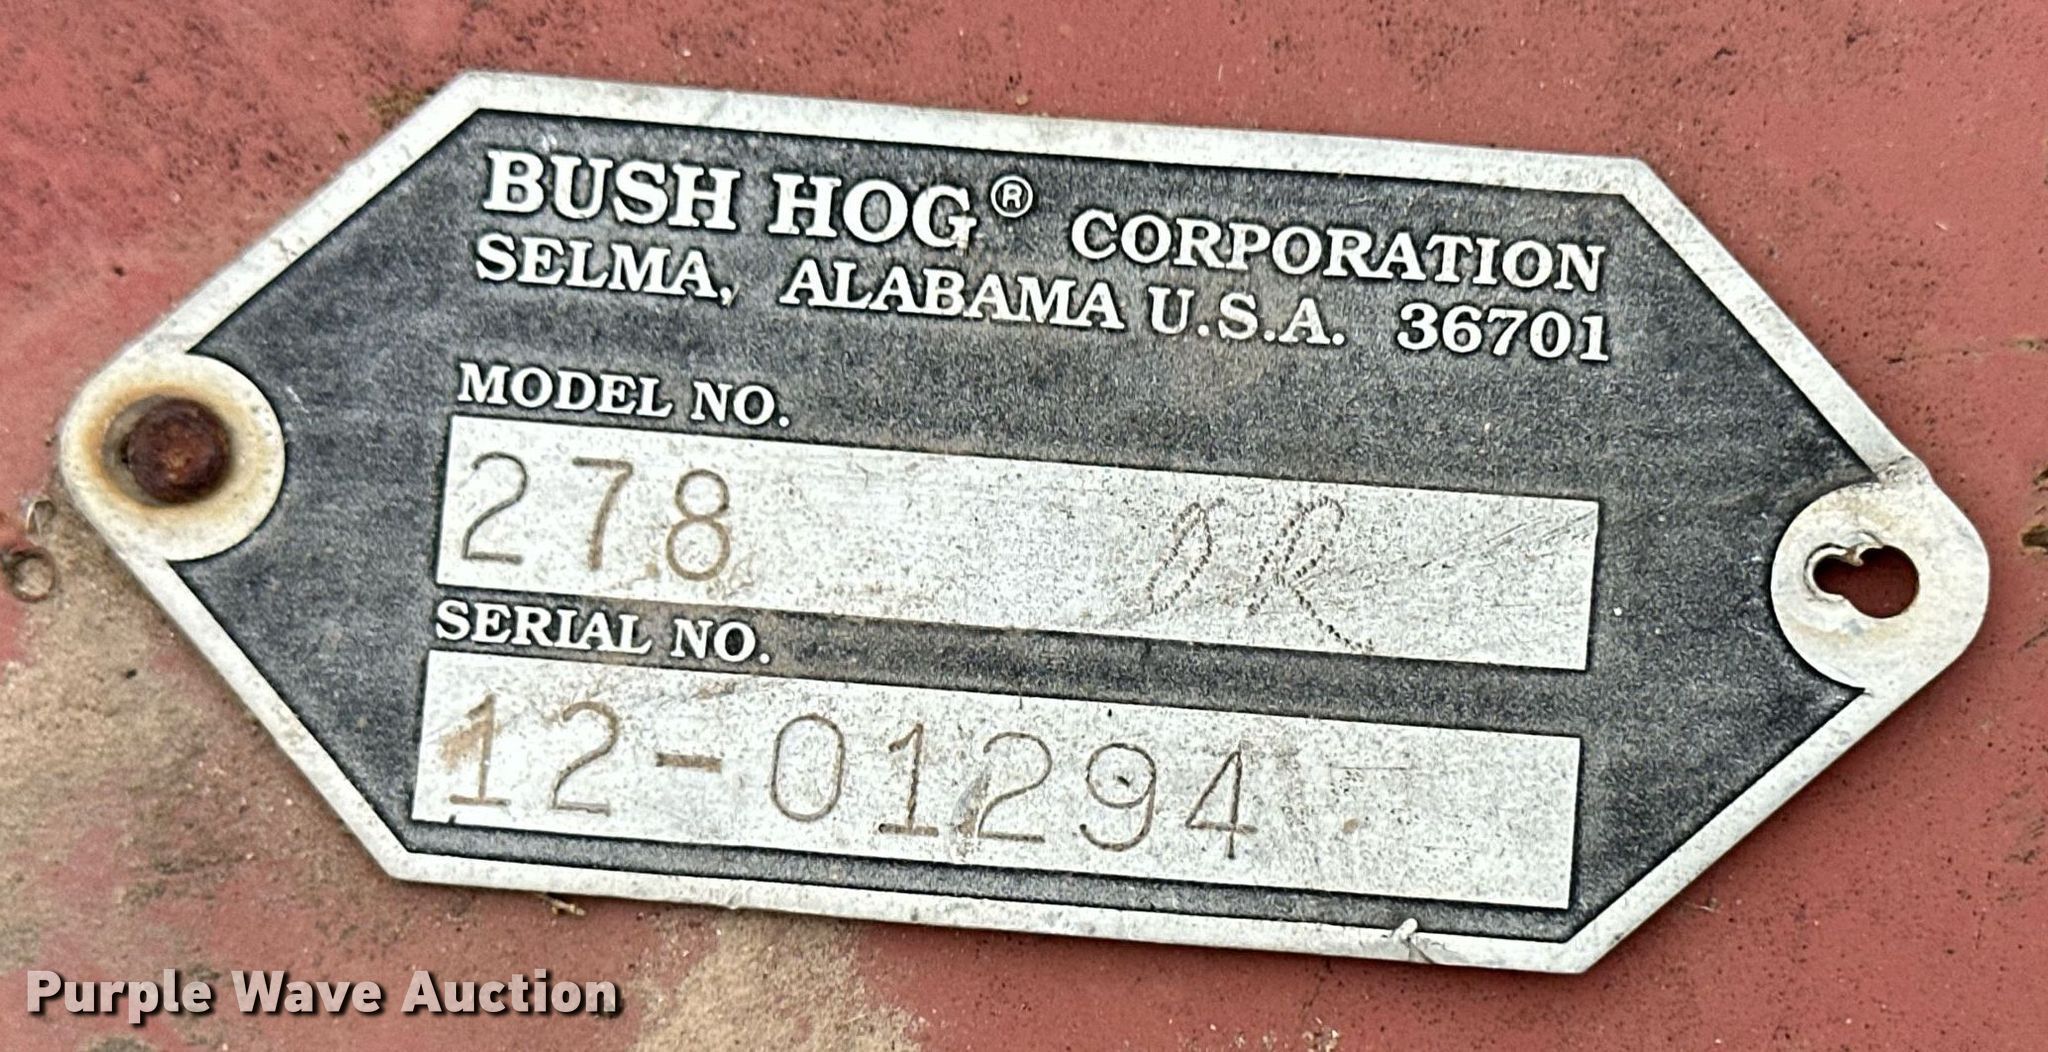 BUSH HOG® CORPORATION
SELMA, ALABAMA U.S.A. 36701
MODEL NO.
278
SERIAL NO.
12-01294
Purple Wave Auction